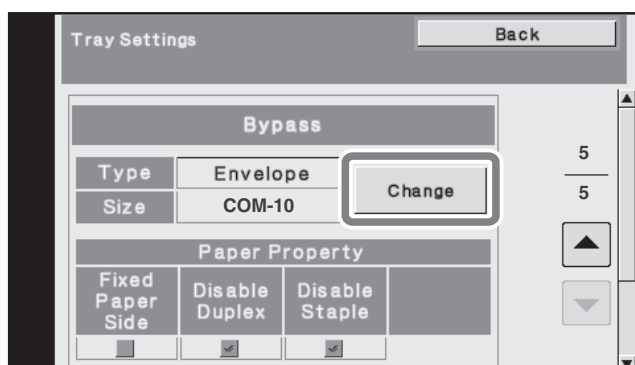 Tray Settings
Back
Bypass
Type
Envelope
Change
Size
COM-10
5
5
Paper Property
Fixed
Paper
Side
Disable
Duplex
Disable
Staple